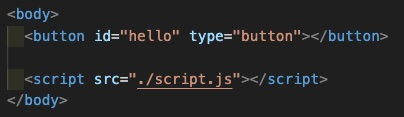 <body>
<button id="hello" type="button"></button>
<script src="./script.js"></script>
</body>